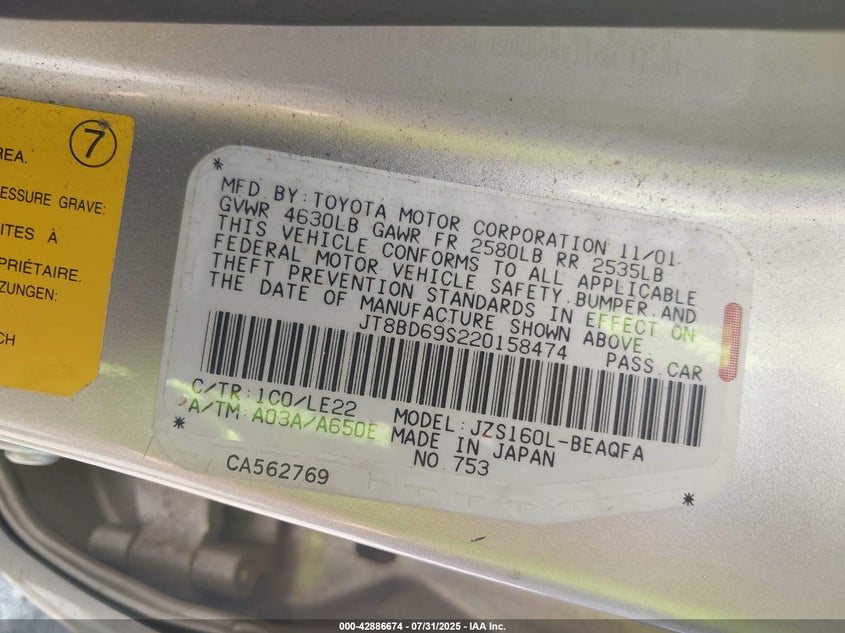 7
REA.
ESSURE GRAVE:
ITES À
PRIÉTAIRE.
ZUNGEN:
CH
MFD BY: TOYOTA MOTOR CORPORATION 11/01
GVWR 4630LB GAWR FR 2580LB RR 2535LB
THIS VEHICLE CONFORMS TO ALL APPLICABLE
FEDERAL MOTOR VEHICLE SAFETY, BUMPER, AND
THEFT PREVENTION STANDARDS IN EFFECT ON
THE DATE OF MANUFACTURE SHOWN ABOVE.
JT8BD69S220158474 PASS.CAR
C/TR:1C0/LE22
A/TM:A03A/A650E
MODEL:JZS160L-BEAQFA
MADE IN JAPAN
NO.753
CA562769
000-42886674 / 07/31/2025 - IAA Inc.